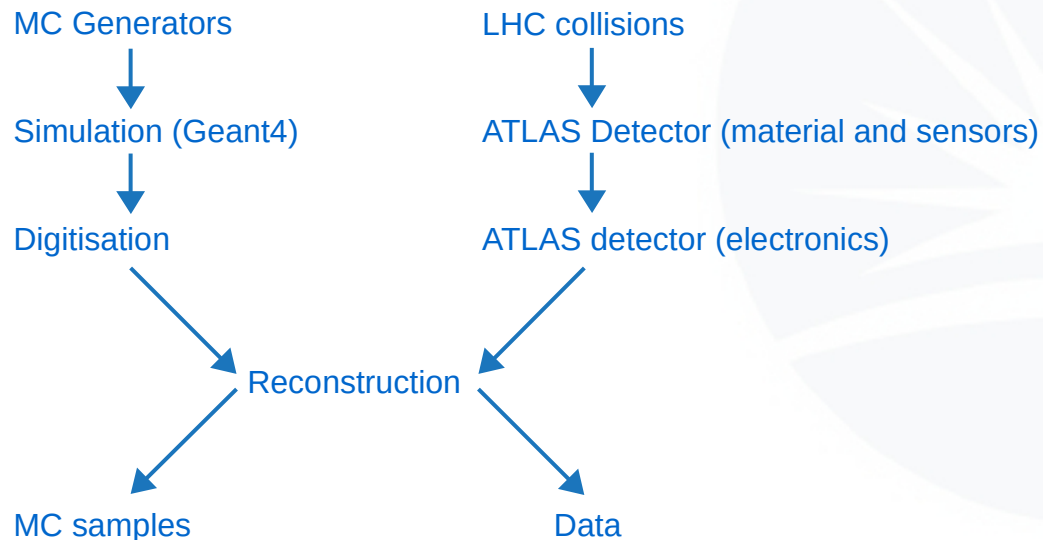 MC Generators
LHC collisions
Simulation (Geant4)
ATLAS Detector (material and sensors)
Digitisation
ATLAS detector (electronics)
Reconstruction
MC samples
Data